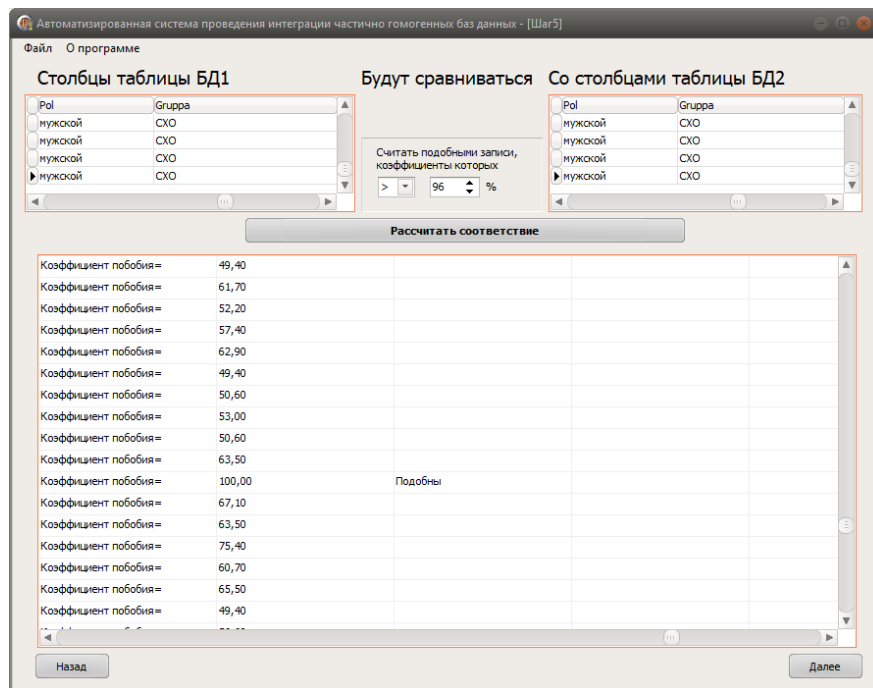 Автоматизированная система проведения интеграции частично гомогенных баз данных - [Шаг5]
Файл О программе
Столбцы таблицы БД1
Будут сравниваться
Со столбцами таблицы БД2
Pol Gruppa
мужской СХО
мужской СХО
мужской СХО
мужской СХО
Считать подобными записи,
коэффициенты которых
> 96 %
Pol Gruppa
мужской СХО
мужской СХО
мужской СХО
мужской СХО
Рассчитать соответствие
Коэффициент побобия= 49,40
Коэффициент побобия= 61,70
Коэффициент побобия= 52,20
Коэффициент побобия= 57,40
Коэффициент побобия= 62,90
Коэффициент побобия= 49,40
Коэффициент побобия= 50,60
Коэффициент побобия= 53,00
Коэффициент побобия= 50,60
Коэффициент побобия= 63,50
Коэффициент побобия= 100,00 Подобны
Коэффициент побобия= 67,10
Коэффициент побобия= 63,50
Коэффициент побобия= 75,40
Коэффициент побобия= 60,70
Коэффициент побобия= 65,50
Коэффициент побобия= 49,40
Назад
Далее